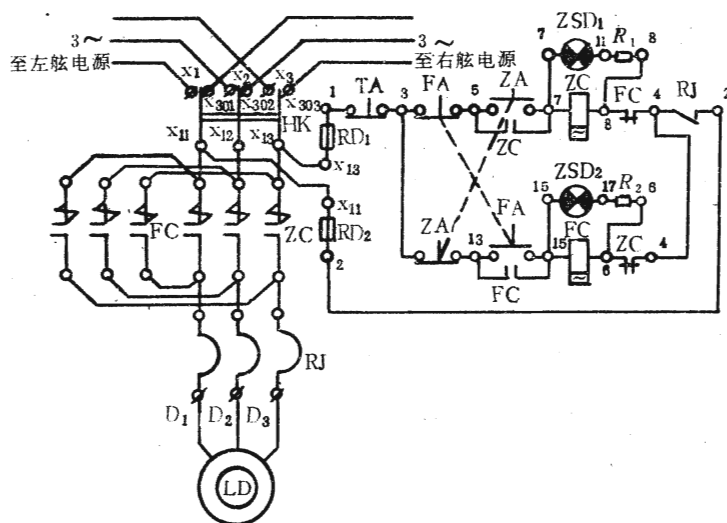 7 ZSD₁ 11 R₁ 8
3～ 3～
至左舷电源 至右舷电源
x₁ x₂ x₃
x₃₀₁ x₃₀₂ x₃₀₃
HK
1 TA 3 FA 5 ZA 7 ZC 8 FC 4 RJ 2
ZC
x₁₁ x₁₂ x₁₃
RD₁
x₁₃
x₁₁
RD₂
2
FC ZC
15 ZSD₂ 17 R₂ 6
ZA 13 FA 15 FC 6 ZC 4
FC
RJ
D₁ D₂ D₃
LD